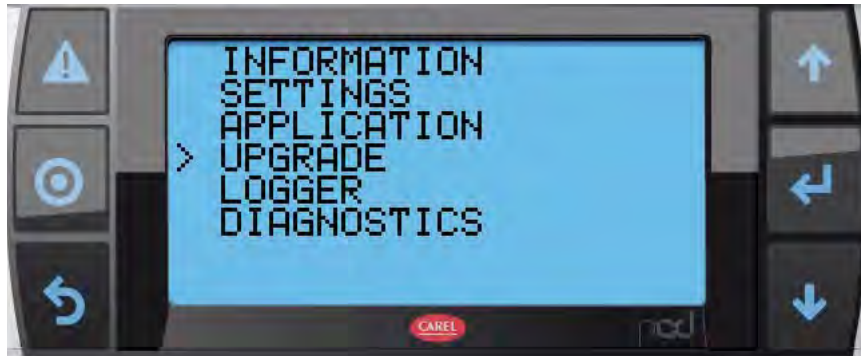 INFORMATION
SETTINGS
APPLICATION
> UPGRADE
LOGGER
DIAGNOSTICS
CAREL
pGD